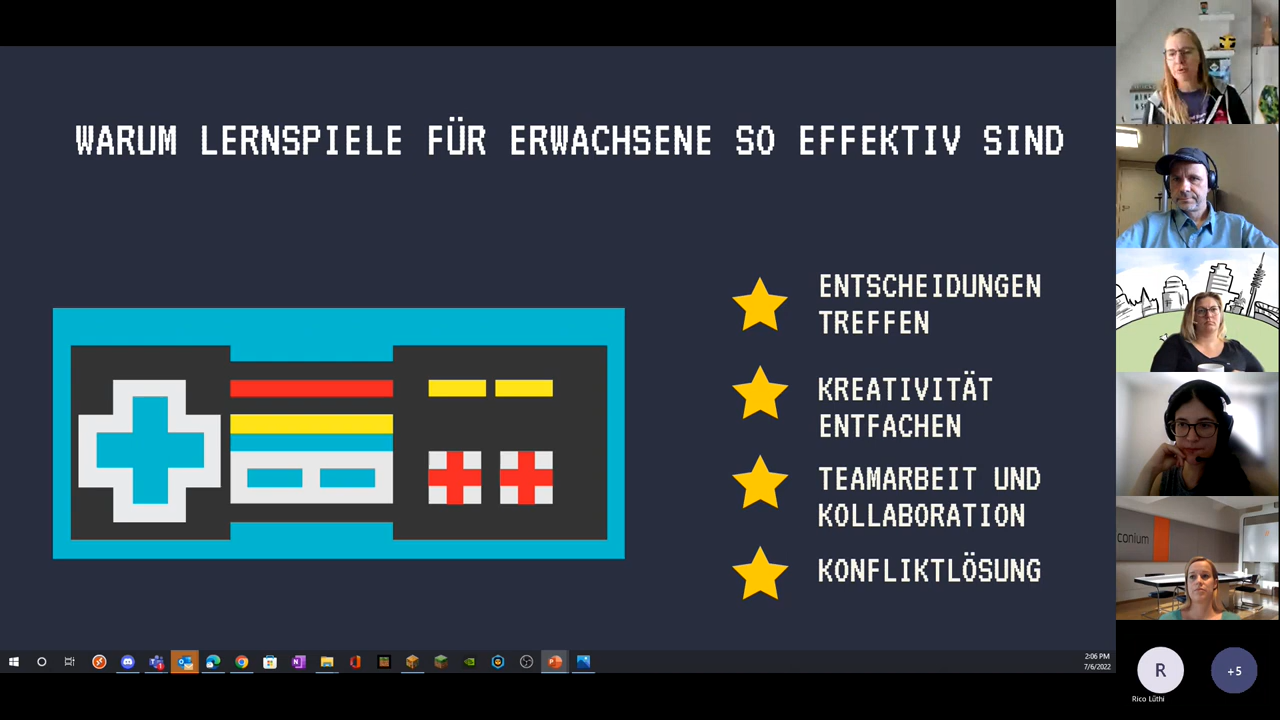 WARUM LERNSPIELE FÜR ERWACHSENE SO EFFEKTIV SIND
ENTSCHEIDUNGEN
TREFFEN
KREATIVITÄT
ENTFACHEN
TEAMARBEIT UND
KOLLABORATION
KONFLIKTLÖSUNG
conium
2:06 PM
7/6/2022
R
+5
Rico Lüthi